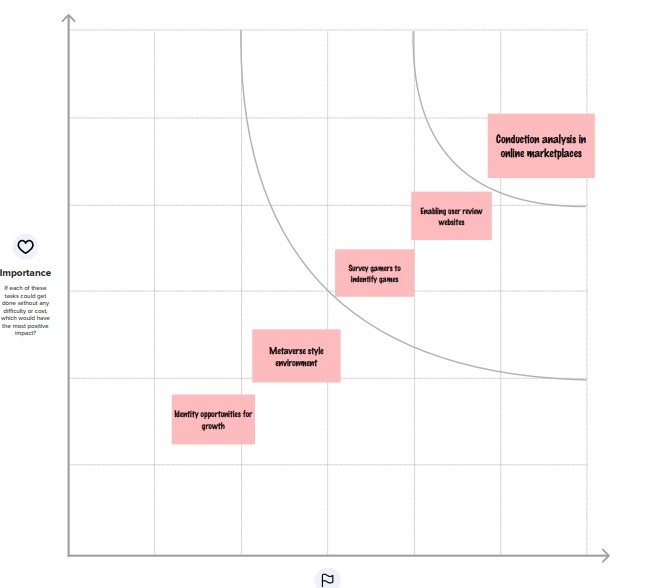 Conduction analysis in
online marketplaces
Enabling user review
websites
Survey gamers to
indentify games
Metaverse style
environment
Identity opportunities for
growth
Importance
If each of these
tasks could get
done without any
difficulty or cost,
which would have
the most positive
impact?